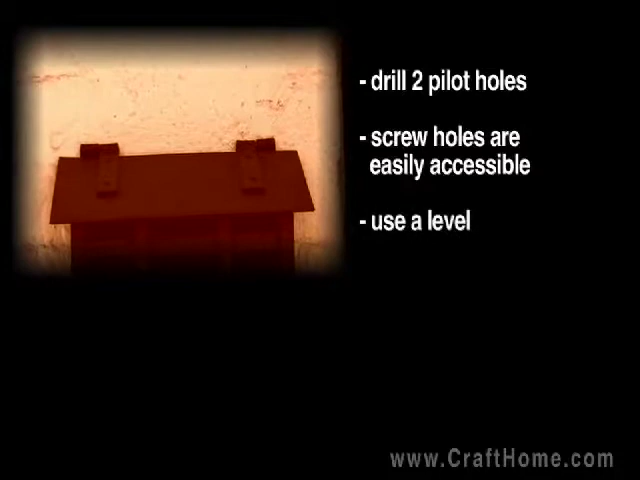 - drill 2 pilot holes
- screw holes are
easily accessible
- use a level
www.CraftHome.com